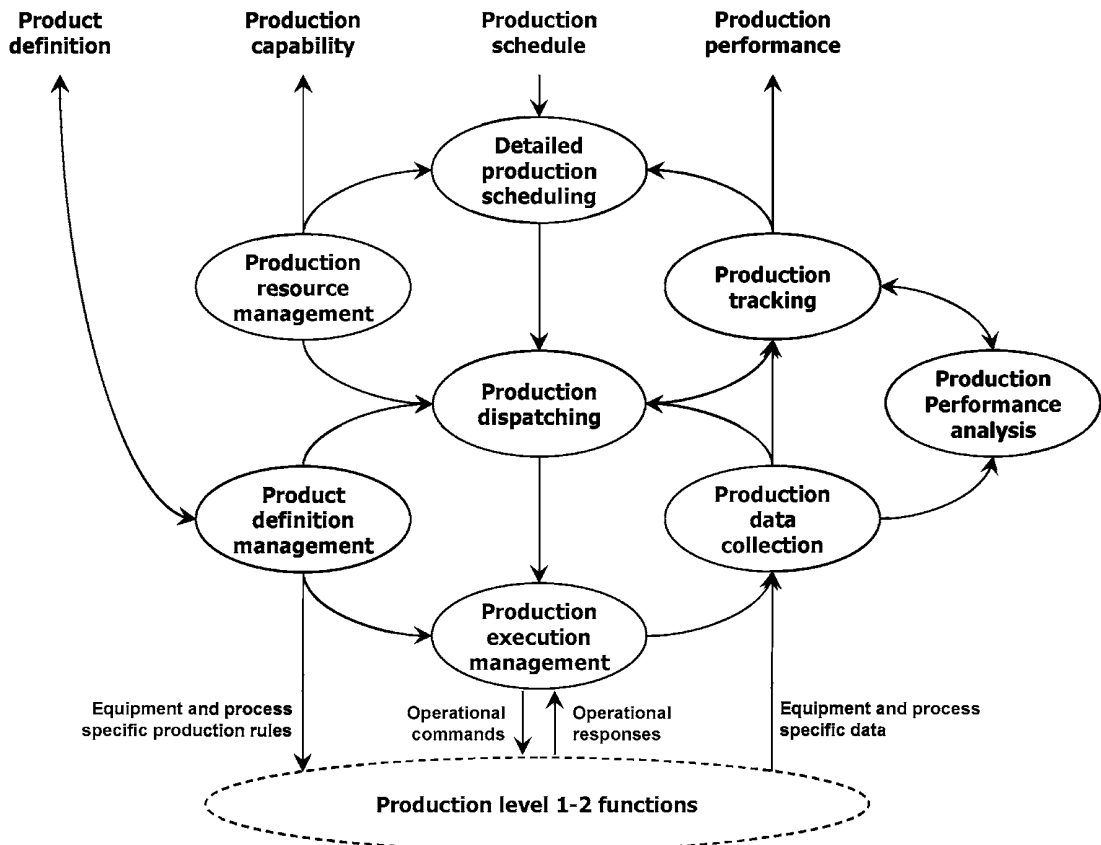 Product
definition
Production
capability
Production
schedule
Production
performance
Detailed
production
scheduling
Production
resource
management
Production
tracking
Production
dispatching
Production
Performance
analysis
Product
definition
management
Production
data
collection
Production
execution
management
Equipment and process
specific production rules
Operational
commands
Operational
responses
Equipment and process
specific data
Production level 1-2 functions